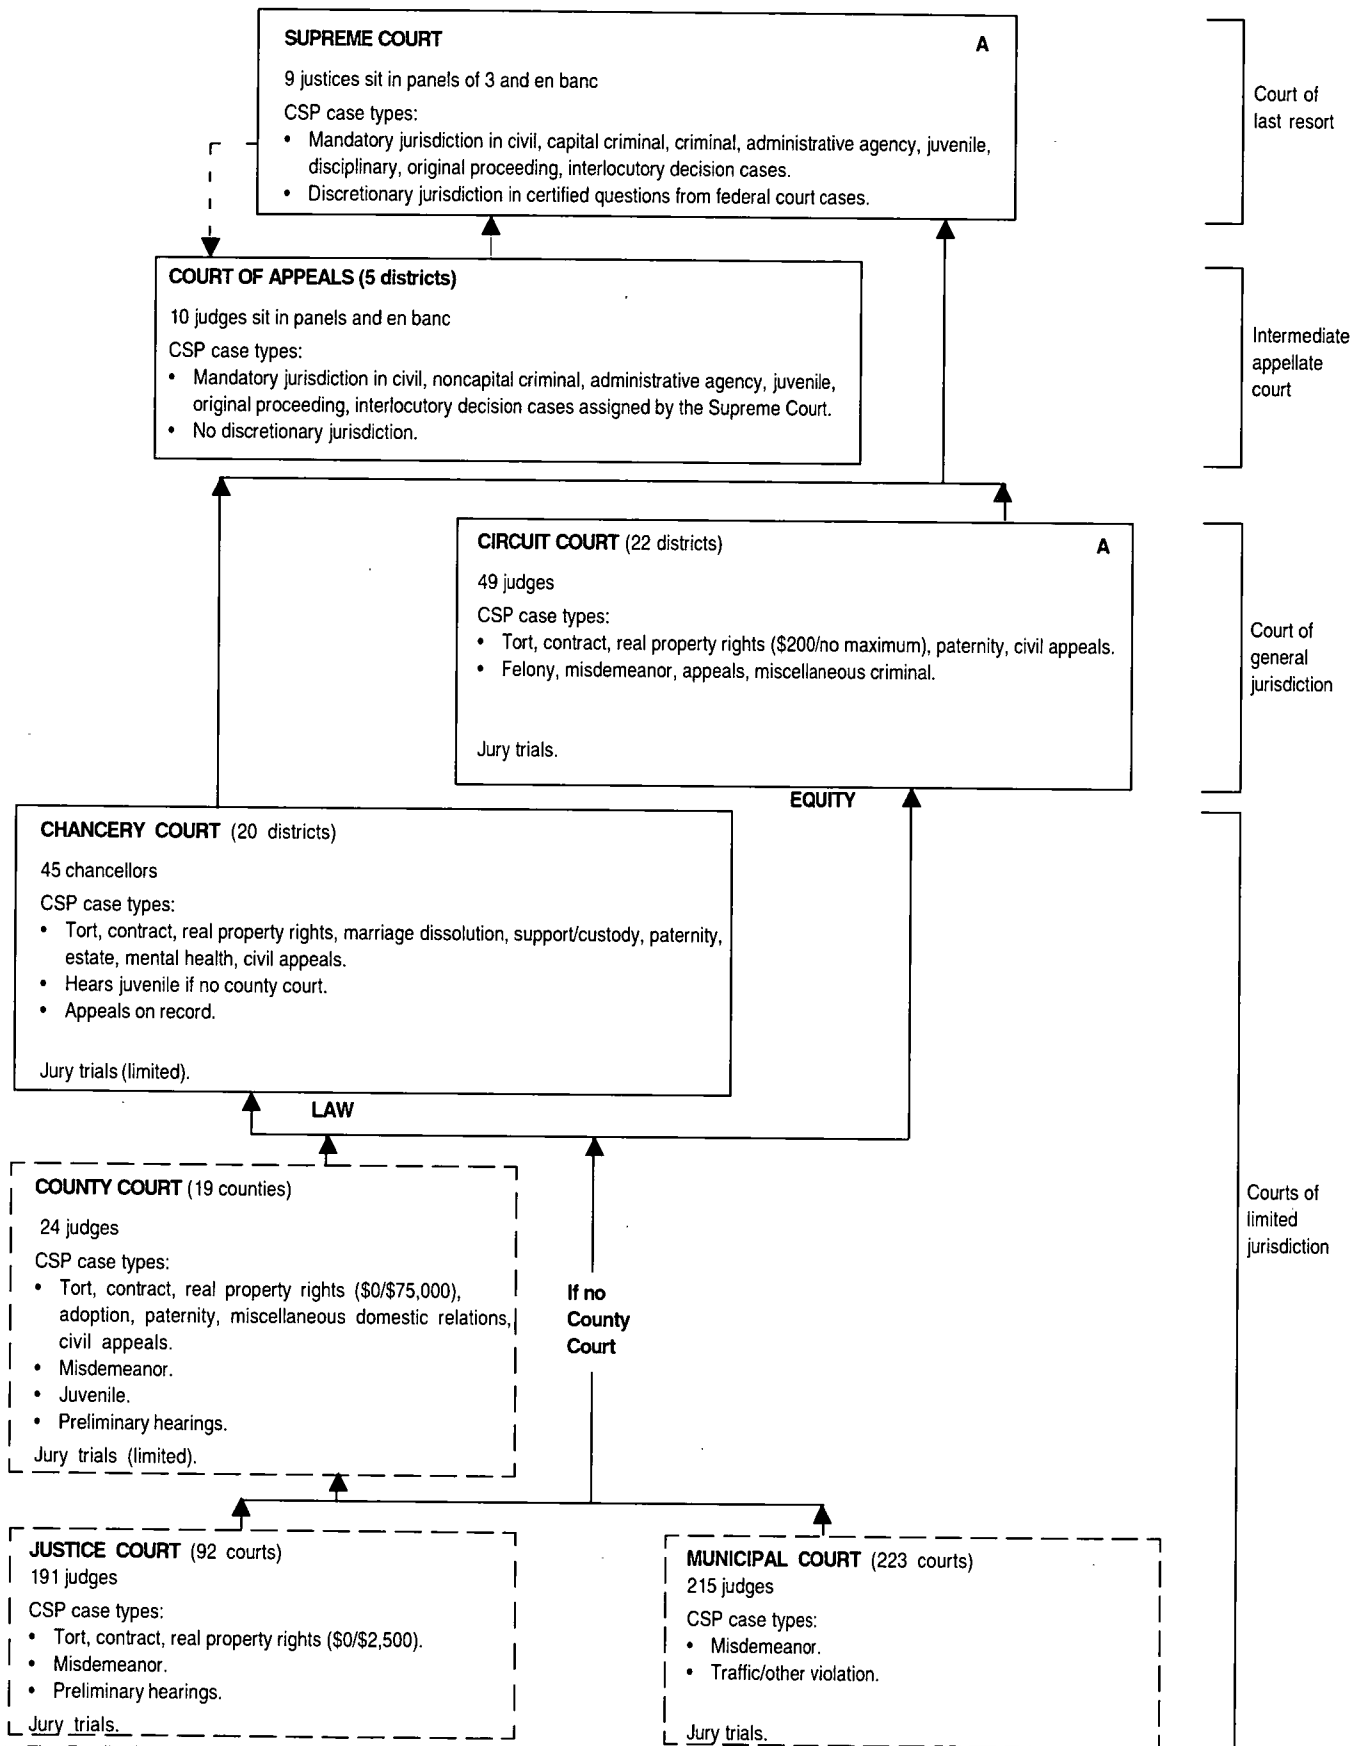 SUPREME COURT
A
9 justices sit in panels of 3 and en banc
CSP case types:
• Mandatory jurisdiction in civil, capital criminal, criminal, administrative agency, juvenile,
disciplinary, original proceeding, interlocutory decision cases.
• Discretionary jurisdiction in certified questions from federal court cases.
Court of
last resort
COURT OF APPEALS (5 districts)
10 judges sit in panels and en banc
CSP case types:
• Mandatory jurisdiction in civil, noncapital criminal, administrative agency, juvenile,
original proceeding, interlocutory decision cases assigned by the Supreme Court.
• No discretionary jurisdiction.
Intermediate
appellate
court
CIRCUIT COURT (22 districts)
A
49 judges
CSP case types:
• Tort, contract, real property rights ($200/no maximum), paternity, civil appeals.
• Felony, misdemeanor, appeals, miscellaneous criminal.
Jury trials.
Court of
general
jurisdiction
EQUITY
CHANCERY COURT (20 districts)
45 chancellors
CSP case types:
• Tort, contract, real property rights, marriage dissolution, support/custody, paternity,
estate, mental health, civil appeals.
• Hears juvenile if no county court.
• Appeals on record.
Jury trials (limited).
LAW
COUNTY COURT (19 counties)
24 judges
CSP case types:
• Tort, contract, real property rights ($0/$75,000),
adoption, paternity, miscellaneous domestic relations,
civil appeals.
• Misdemeanor.
• Juvenile.
• Preliminary hearings.
Jury trials (limited).
If no
County
Court
Courts of
limited
jurisdiction
JUSTICE COURT (92 courts)
191 judges
CSP case types:
• Tort, contract, real property rights ($0/$2,500).
• Misdemeanor.
• Preliminary hearings.
Jury trials.
MUNICIPAL COURT (223 courts)
215 judges
CSP case types:
• Misdemeanor.
• Traffic/other violation.
Jury trials.